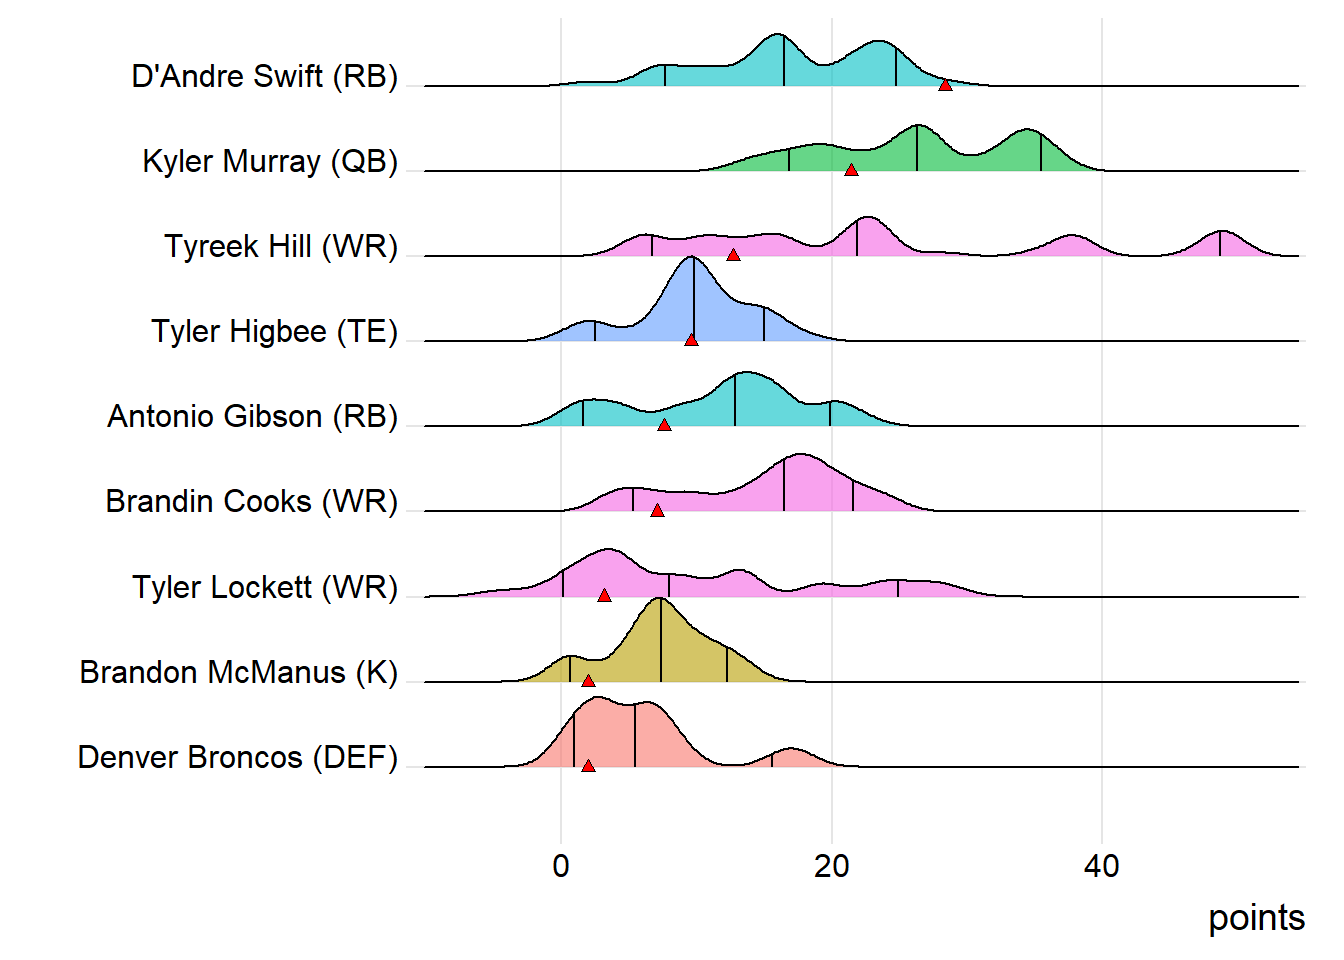 D'Andre Swift (RB)
Kyler Murray (QB)
Tyreek Hill (WR)
Tyler Higbee (TE)
Antonio Gibson (RB)
Brandin Cooks (WR)
Tyler Lockett (WR)
Brandon McManus (K)
Denver Broncos (DEF)
0 20 40
points